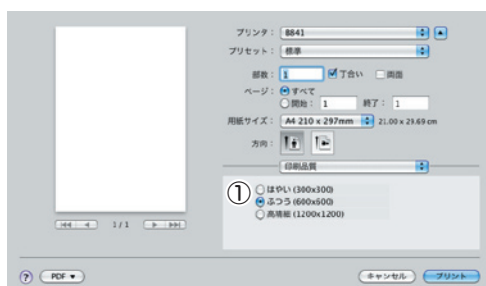 プリンタ： B841
プリセット： 標準
部数： 1 丁合い 両面
ページ： すべて
開始： 1 終了： 1
用紙サイズ： A4 210 x 297mm 21.00 x 29.69 cm
方向：
印刷品質
① はやい (300x300)
ふつう (600x600)
高精細 (1200x1200)
1 / 1
? PDF ▼ キャンセル プリント